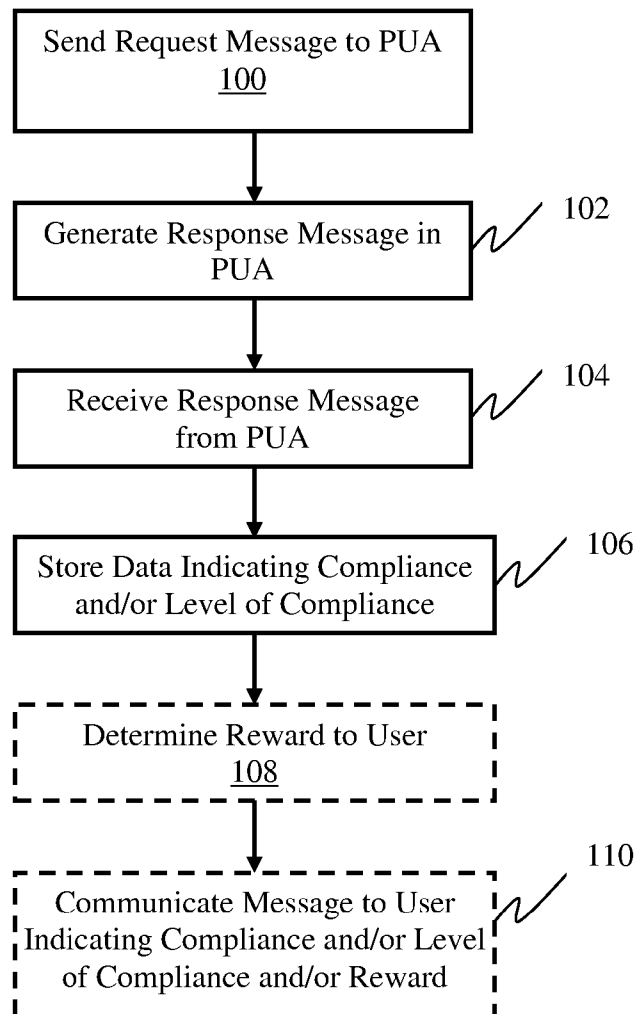 Send Request Message to PUA
100
102
Generate Response Message in
PUA
104
Receive Response Message
from PUA
106
Store Data Indicating Compliance
and/or Level of Compliance
Determine Reward to User
108
110
Communicate Message to User
Indicating Compliance and/or Level
of Compliance and/or Reward